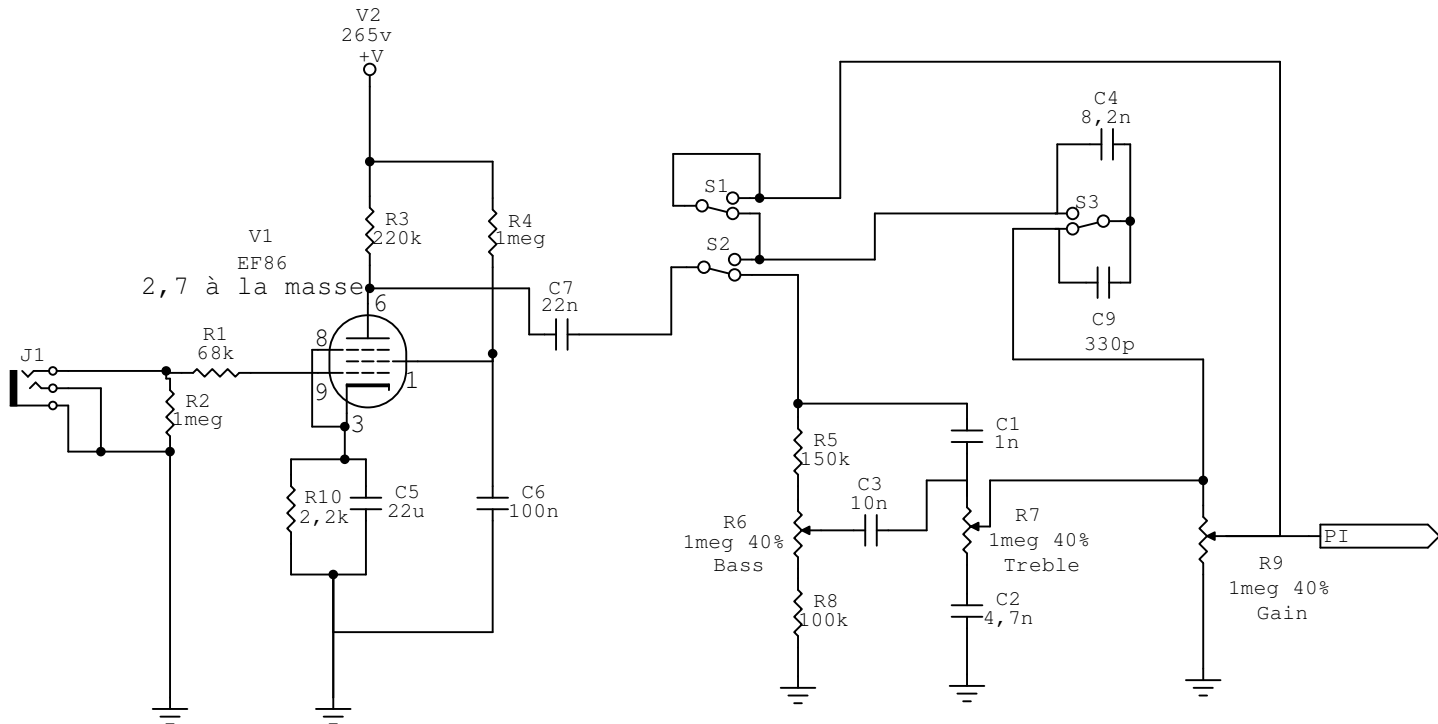 V2
265v
+V
R3
220k
R4
1meg
V1
EF86
2,7 à la masse
6
8
9
1
3
J1
R1
68k
R2
1meg
R10
2,2k
C5
22u
C6
100n
C7
22n
S1
S2
C4
8,2n
S3
C9
330p
R5
150k
C1
1n
C3
10n
R6
1meg 40%
Bass
R7
1meg 40%
Treble
R8
100k
C2
4,7n
R9
1meg 40%
Gain
PI